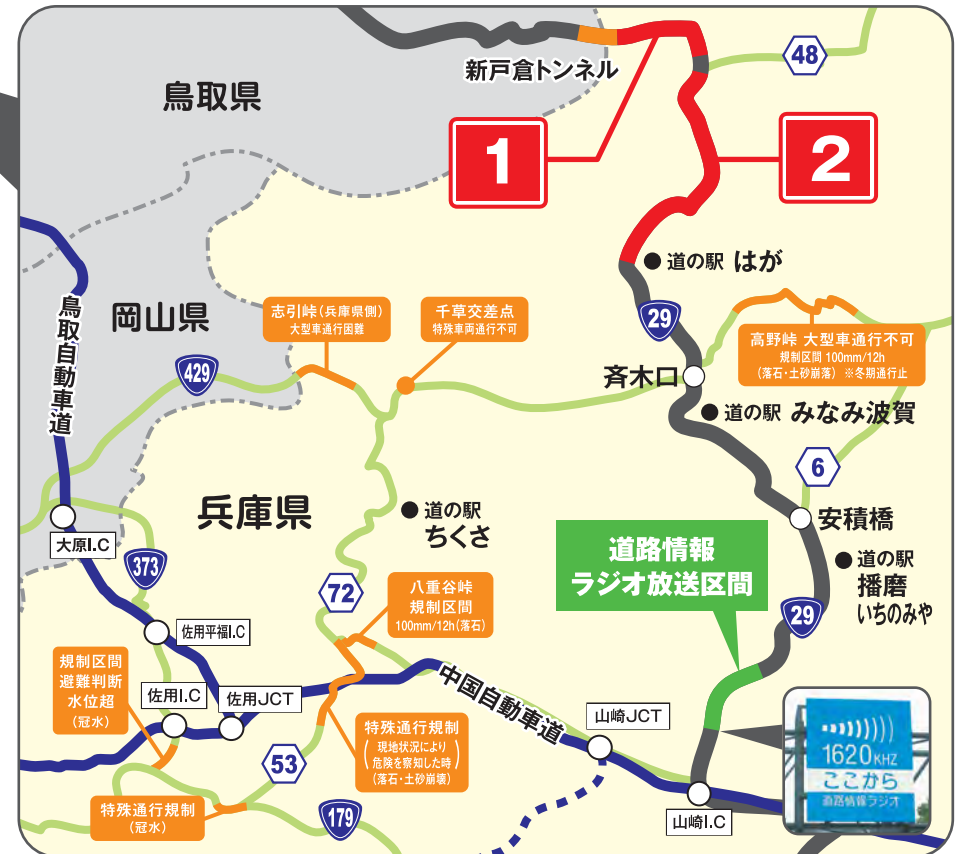 新戸倉トンネル
48
鳥取県
1
2
道の駅 はが
29
岡山県
志引峠(兵庫県側)
大型車通行困難
千草交差点
特殊車両通行不可
高野峠 大型車通行不可
規制区間 100mm/12h
(落石・土砂崩落) ※冬期通行止
鳥取自動車道
429
斉木口
道の駅 みなみ波賀
6
兵庫県
道の駅
ちくさ
安積橋
大原I.C
道路情報
ラジオ放送区間
道の駅
播磨
いちのみや
373
72
八重谷峠
規制区間
100mm/12h(落石)
29
佐用平福I.C
規制区間
避難判断
水位超
(冠水)
佐用I.C
佐用JCT
中国自動車道
山崎JCT
特殊通行規制
(現地状況により
危険を察知した時)
(落石・土砂崩壊)
53
1620KHZ
ここから
道路情報ラジオ
特殊通行規制
(冠水)
179
山崎I.C